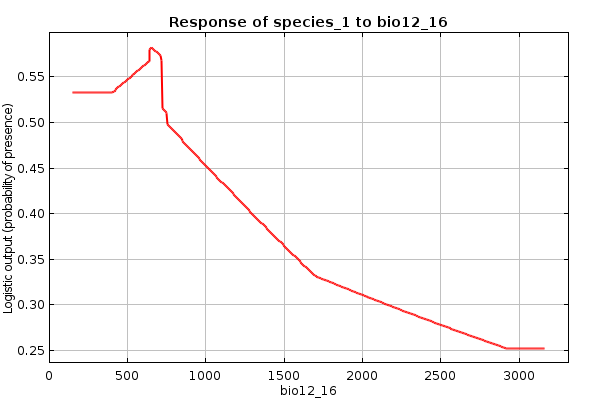 Response of species_1 to bio12_16
Logistic output (probability of presence)
0.55
0.50
0.45
0.40
0.35
0.30
0.25
0 500 1000 1500 2000 2500 3000
bio12_16